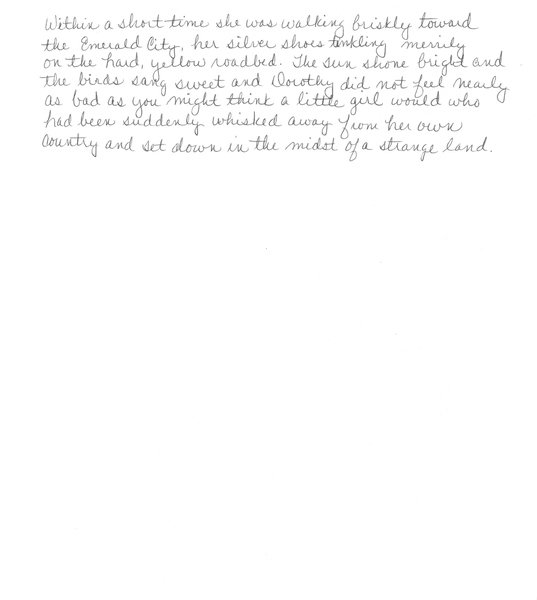 Within a short time she was walking briskly toward
the Emerald City, her silver shoes tinkling merrily
on the hard, yellow roadbed. The sun shone bright and
the birds sang sweet and Dorothy did not feel nearly
as bad as you might think a little girl would who
had been suddenly whisked away from her own
country and set down in the midst of a strange land.